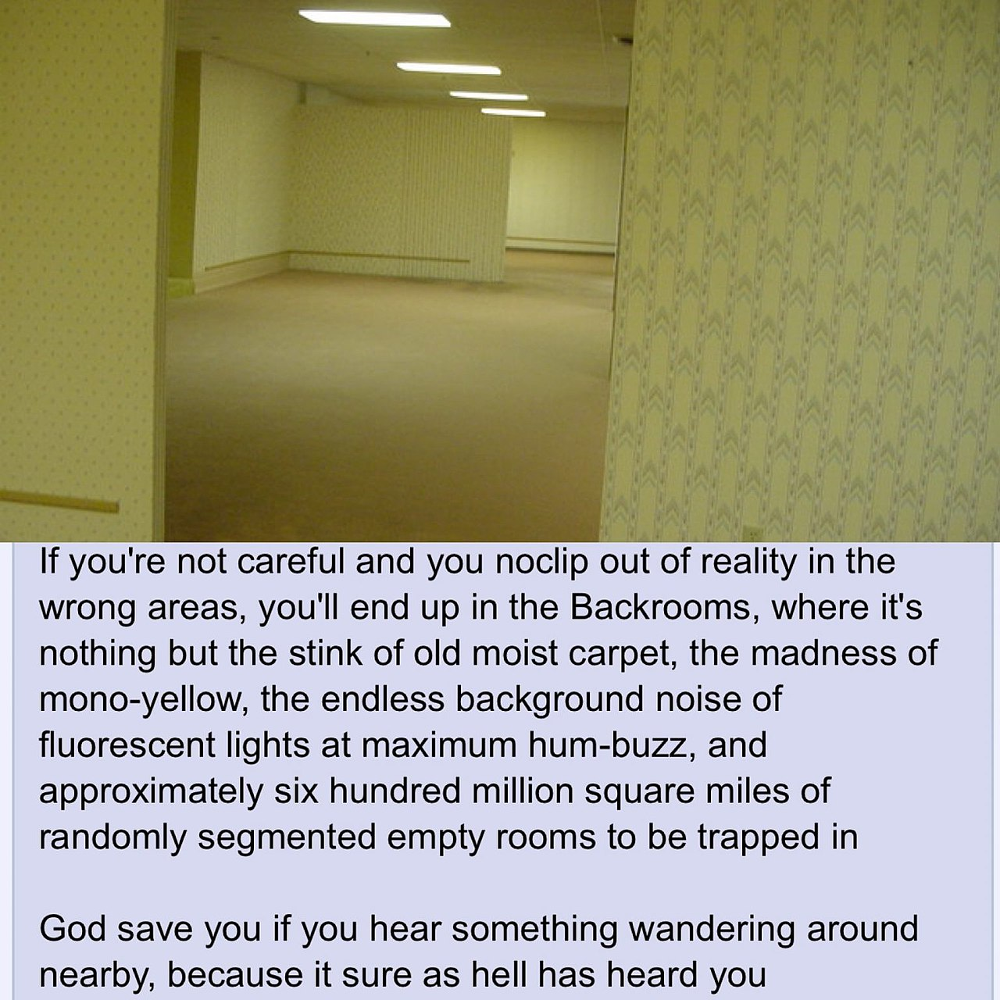 If you're not careful and you noclip out of reality in the
wrong areas, you'll end up in the Backrooms, where it's
nothing but the stink of old moist carpet, the madness of
mono-yellow, the endless background noise of
fluorescent lights at maximum hum-buzz, and
approximately six hundred million square miles of
randomly segmented empty rooms to be trapped in
God save you if you hear something wandering around
nearby, because it sure as hell has heard you